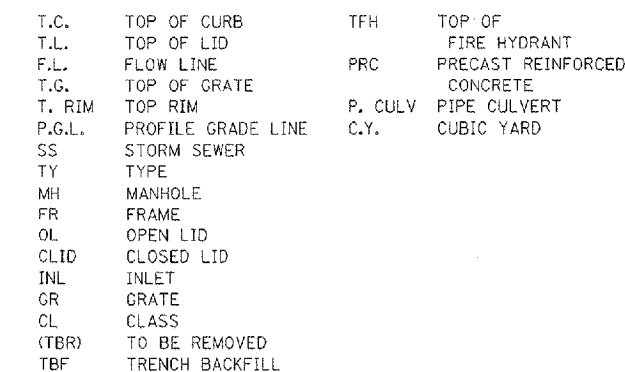 T.C. TOP OF CURB
T.L. TOP OF LID
F.L. FLOW LINE
T.G. TOP OF GRATE
T. RIM TOP RIM
P.G.L. PROFILE GRADE LINE
SS STORM SEWER
TY TYPE
MH MANHOLE
FR FRAME
OL OPEN LID
CLID CLOSED LID
INL INLET
GR GRATE
CL CLASS
(TBR) TO BE REMOVED
TBF TRENCH BACKFILL
TFH TOP OF
FIRE HYDRANT
PRC PRECAST REINFORCED
CONCRETE
P. CULV PIPE CULVERT
C.Y. CUBIC YARD